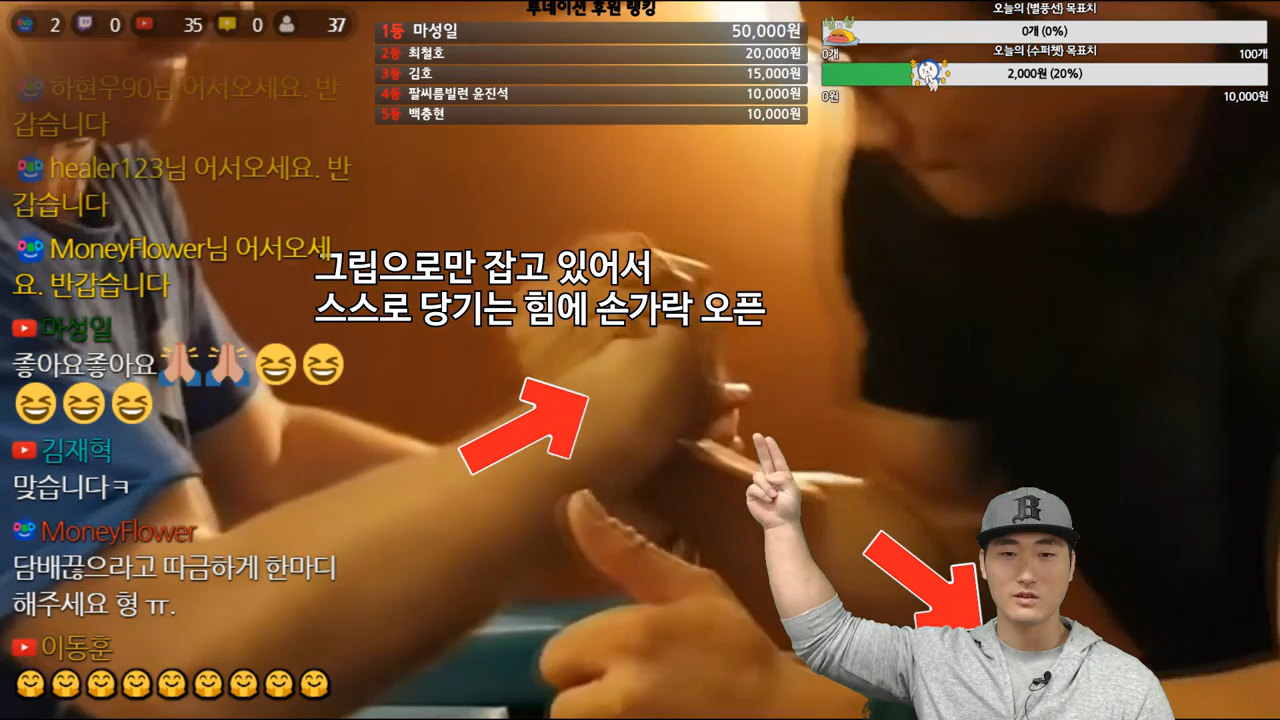 2 0 35 0 37
하현우90님 어서오세요. 반
갑습니다
healer123님 어서오세요. 반
갑습니다
MoneyFlower님 어서오세
요. 반갑습니다
마성일
좋아요좋아요🙏🙏😆😆
😆😆😆
김재혁
맞습니다ㅋ
MoneyFlower
담배끊으라고 따끔하게 한마디
해주세요 형 ㅠ.
이동훈
🤗🤗🤗🤗🤗🤗🤗🤗🤗
투네이션 후원 랭킹
1등 마성일 50,000원
2등 최철호 20,000원
3등 김호 15,000원
4등 팔씨름빌런 윤진석 10,000원
5등 백충현 10,000원
오늘의 {별풍선} 목표치
0개 (0%)
0개 100개
오늘의 {수퍼챗} 목표치
2,000원 (20%)
0원 10,000원
그립으로만 잡고 있어서
스스로 당기는 힘에 손가락 오픈
B